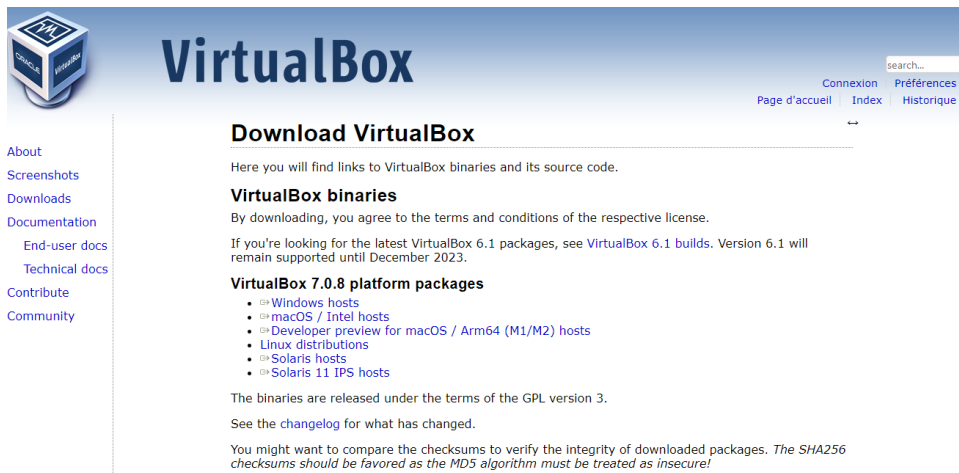 ORACLE
VirtualBox
VirtualBox
search...
Connexion Préférences
Page d'accueil Index Historique
About
Screenshots
Downloads
Documentation
End-user docs
Technical docs
Contribute
Community
Download VirtualBox
Here you will find links to VirtualBox binaries and its source code.
VirtualBox binaries
By downloading, you agree to the terms and conditions of the respective license.
If you're looking for the latest VirtualBox 6.1 packages, see VirtualBox 6.1 builds. Version 6.1 will
remain supported until December 2023.
VirtualBox 7.0.8 platform packages
• Windows hosts
• macOS / Intel hosts
• Developer preview for macOS / Arm64 (M1/M2) hosts
• Linux distributions
• Solaris hosts
• Solaris 11 IPS hosts
The binaries are released under the terms of the GPL version 3.
See the changelog for what has changed.
You might want to compare the checksums to verify the integrity of downloaded packages. The SHA256
checksums should be favored as the MD5 algorithm must be treated as insecure!